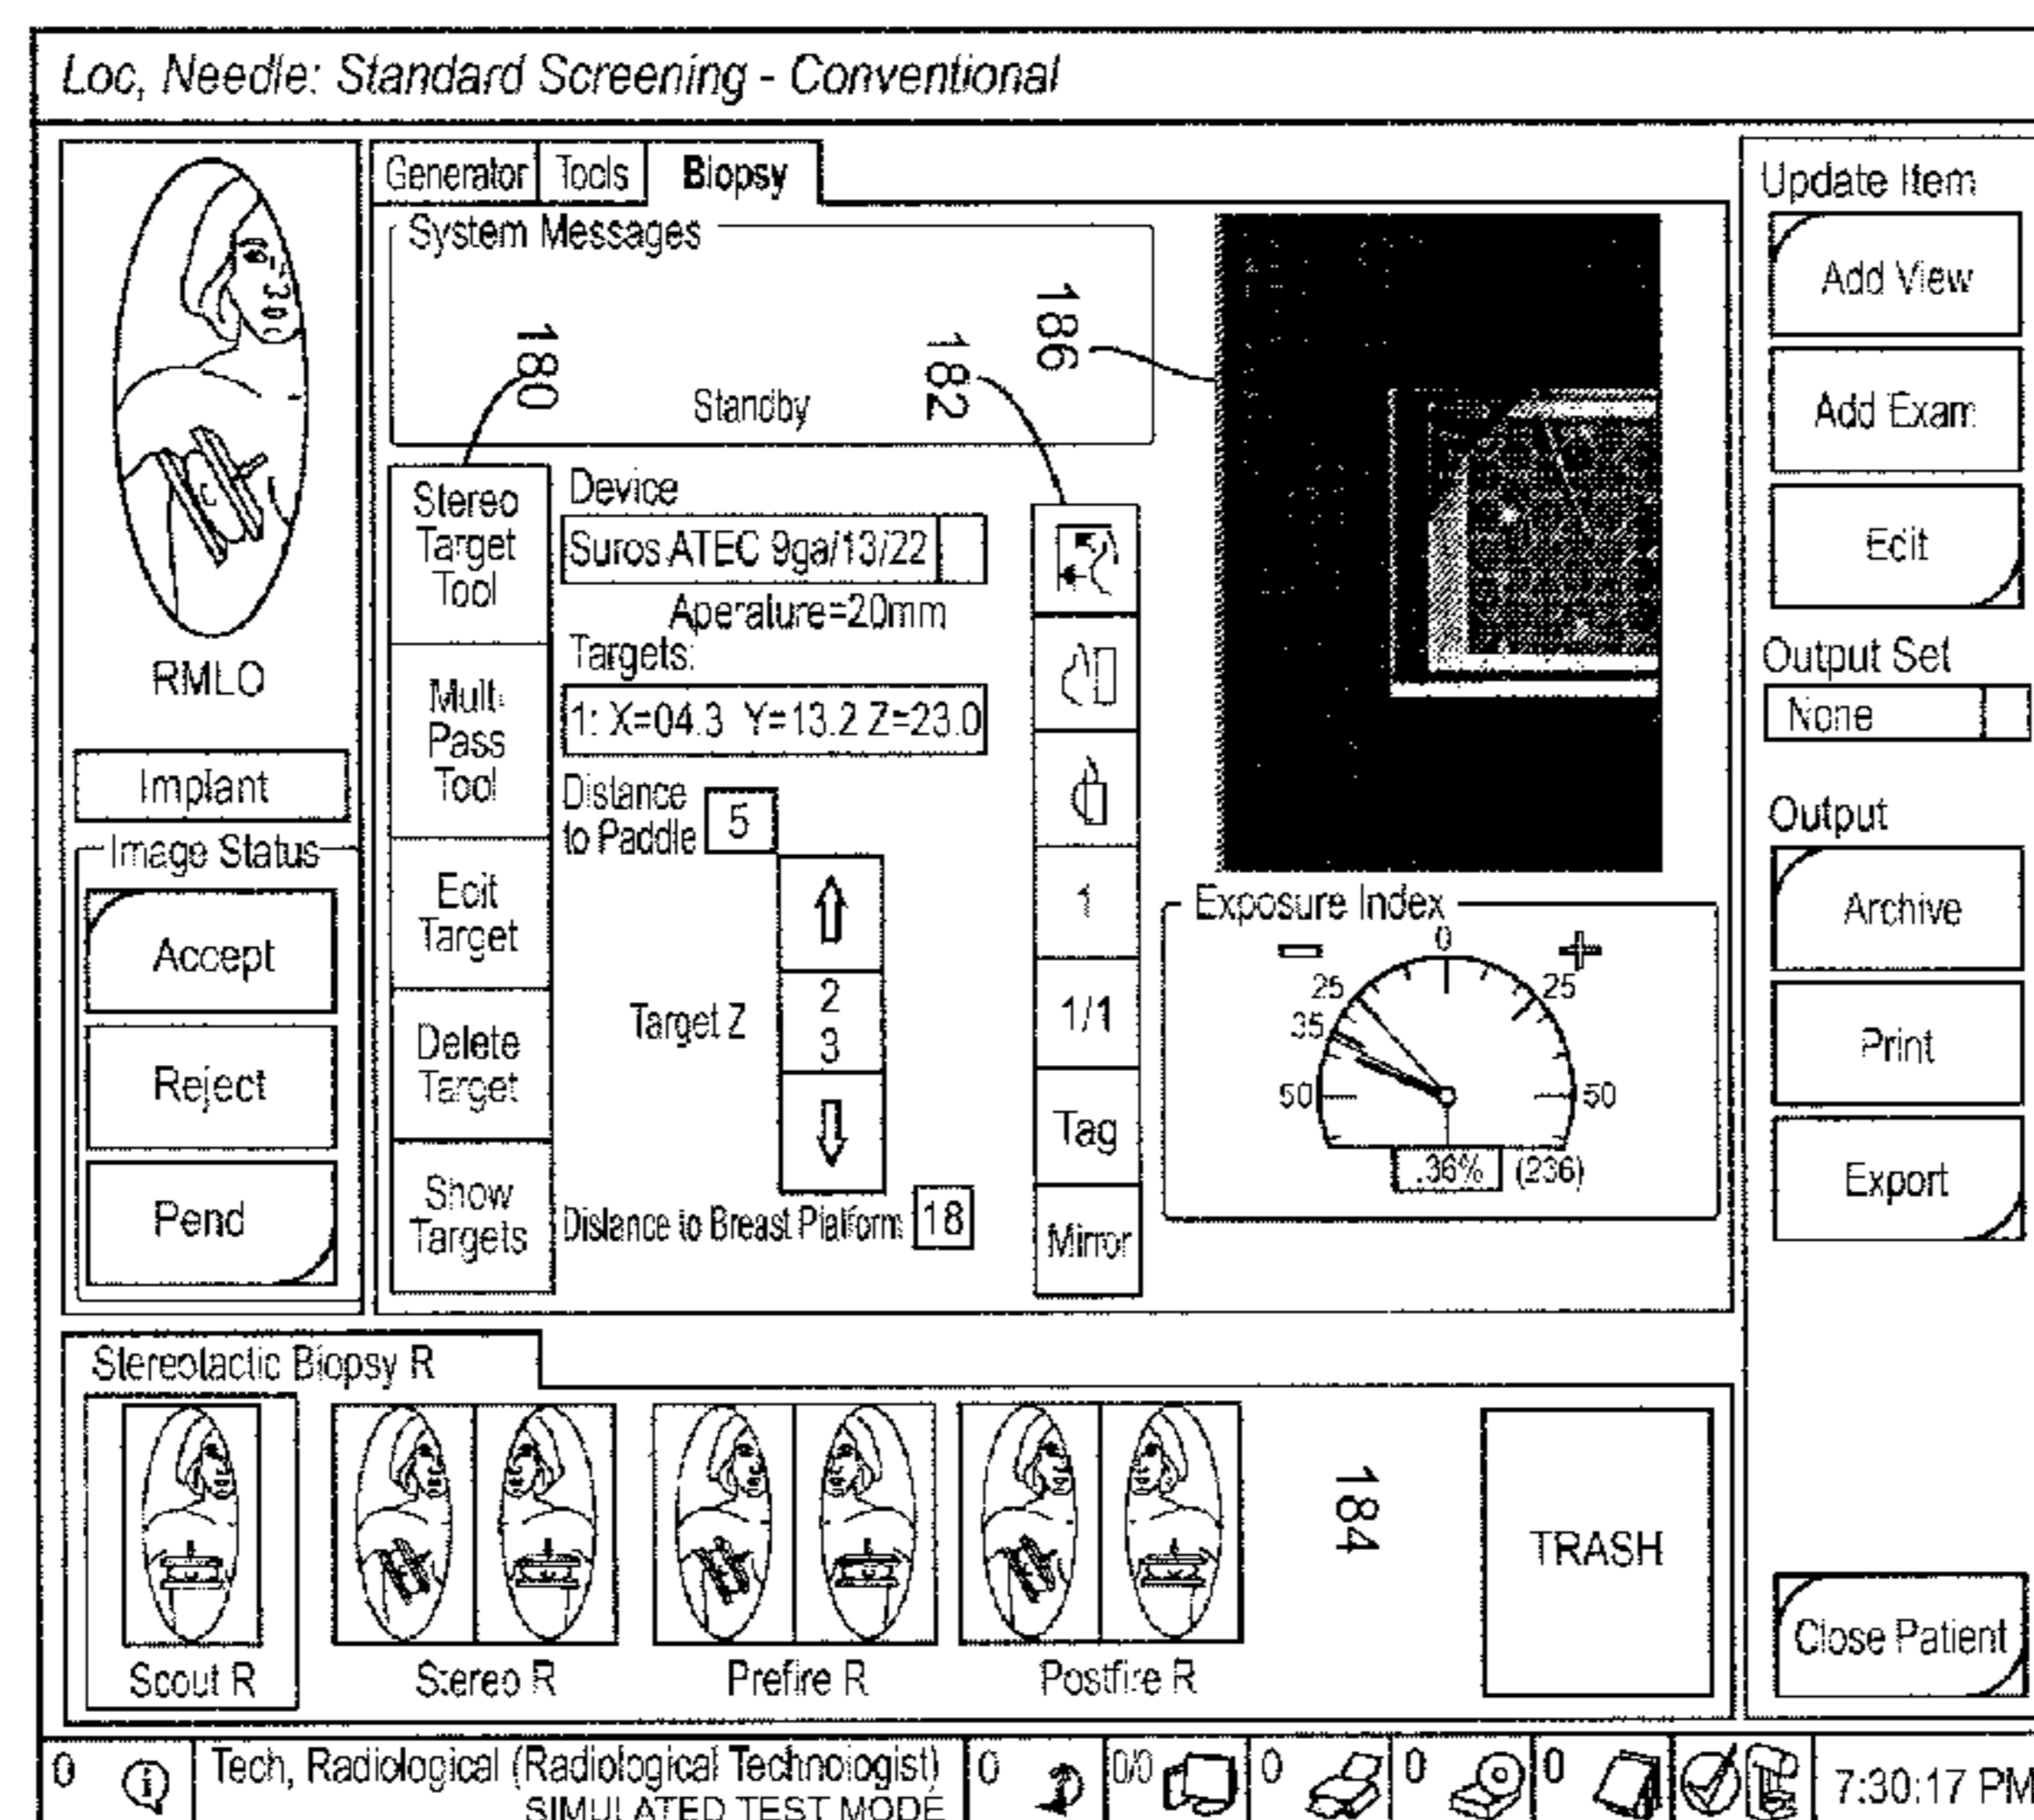 Loc, Needle: Standard Screening - Conventional
RMLO
Implant
Image Status
Accept
Reject
Pend
Generator
Tools
Biopsy
System Messages
Standby
180
182
186
Stereo
Target
Tool
Mult-
Pass
Tool
Edit
Target
Delete
Target
Show
Targets
Device
Suros ATEC 9ga/13/22
Aperature=20mm
Targets:
1: X=04.3 Y=13.2 Z=23.0
Distance
to Paddle 5
Target Z
2
3
Distance to Breast Platform 18
1
1/1
Tag
Mirror
Exposure Index
0
25 25
35
50 50
.36% (236)
Update Item
Add View
Add Exam
Edit
Output Set
None
Output
Archive
Print
Export
Close Patient
Stereotactic Biopsy R
Scout R
Stereo R
Prefire R
Postfire R
184
TRASH
0
Tech, Radiological (Radiological Technologist)
SIMULATED TEST MODE
0
0/0
0
0
0
7:30:17 PM